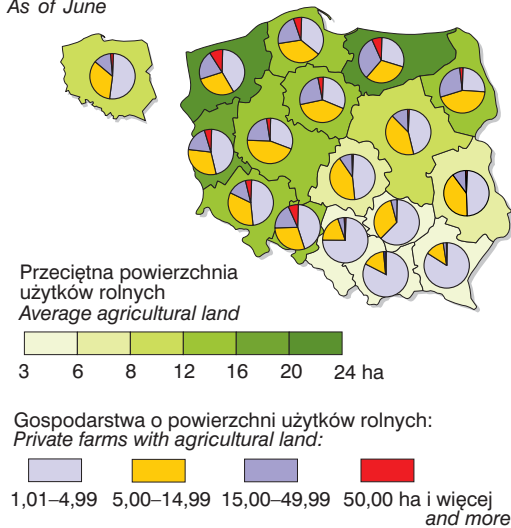 As of June
Przeciętna powierzchnia
użytków rolnych
Average agricultural land
3 6 8 12 16 20 24 ha
Gospodarstwa o powierzchni użytków rolnych:
Private farms with agricultural land:
1,01–4,99 5,00–14,99 15,00–49,99 50,00 ha i więcej
and more